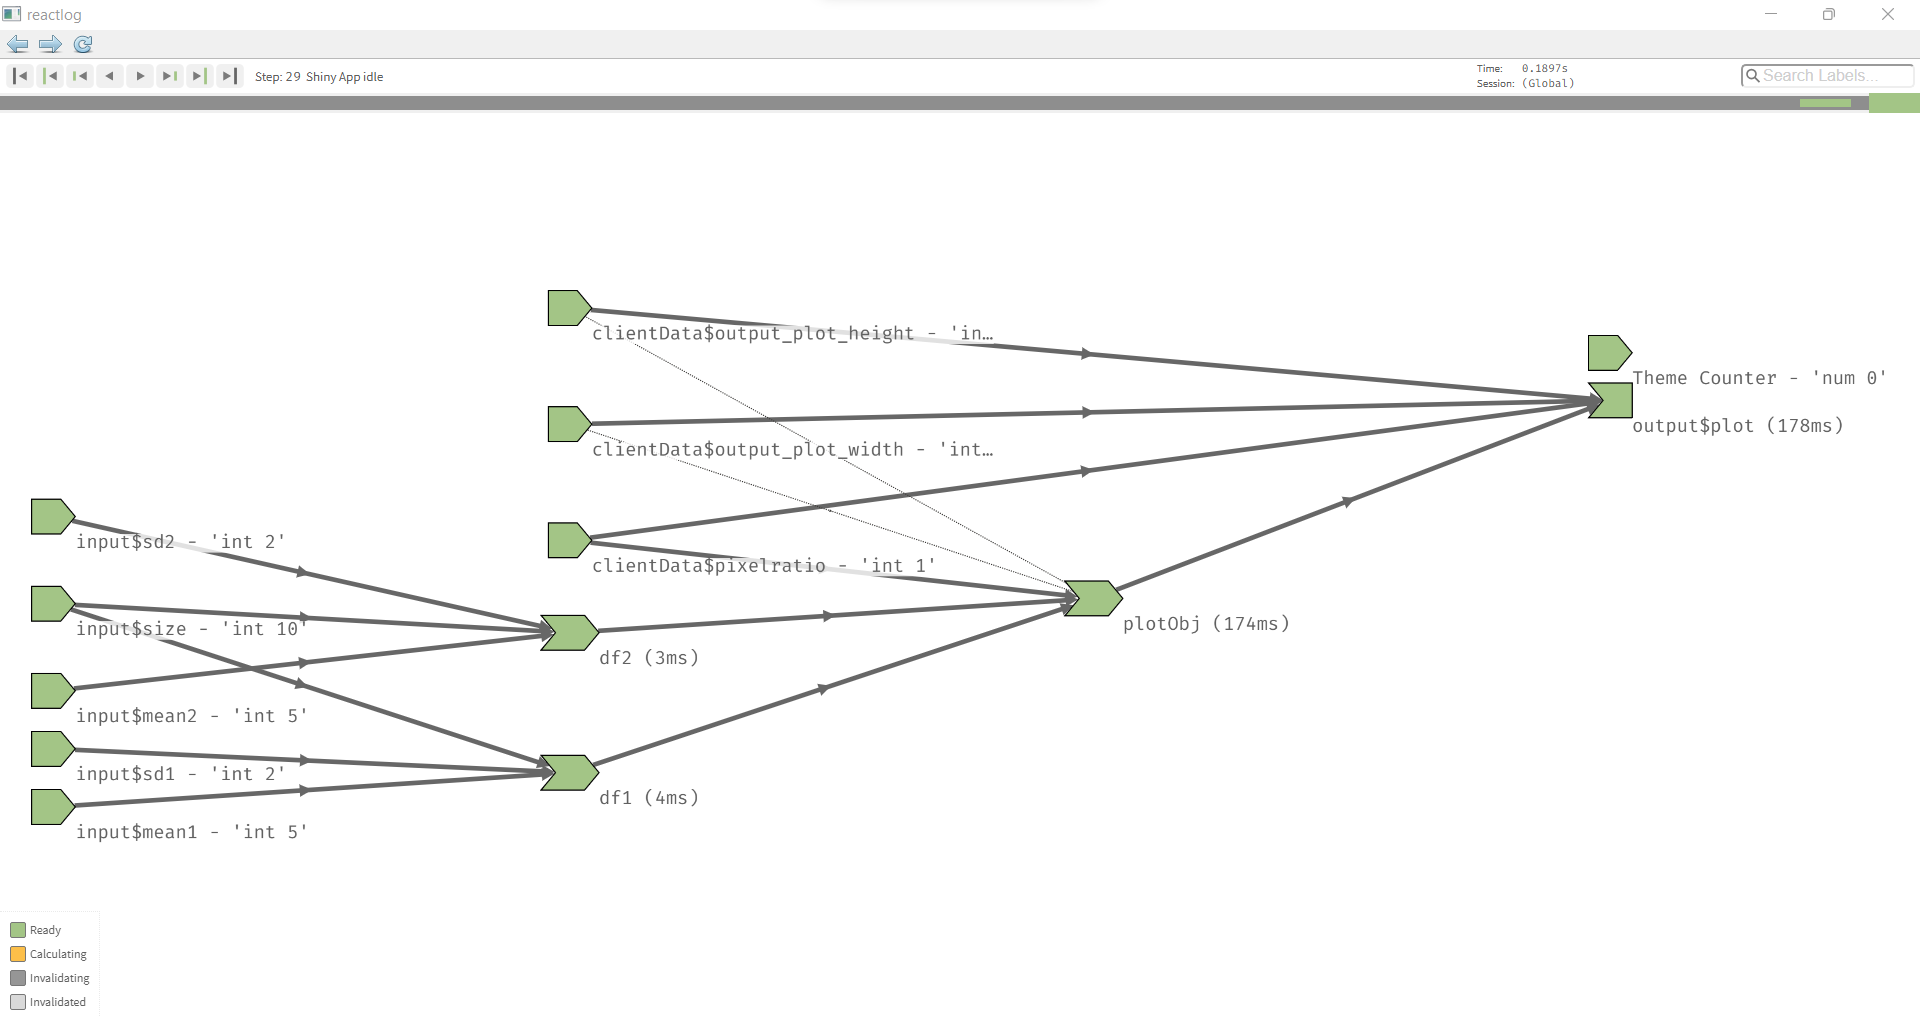 reactlog
Step: 29 Shiny App idle
Time: 0.1897s
Session: (Global)
Search Labels...
clientData$output_plot_height - 'in…
Theme Counter - 'num 0'
output$plot (178ms)
clientData$output_plot_width - 'int…
input$sd2 - 'int 2'
clientData$pixelratio - 'int 1'
input$size - 'int 10'
plotObj (174ms)
df2 (3ms)
input$mean2 - 'int 5'
input$sd1 - 'int 2'
df1 (4ms)
input$mean1 - 'int 5'
Ready
Calculating
Invalidating
Invalidated